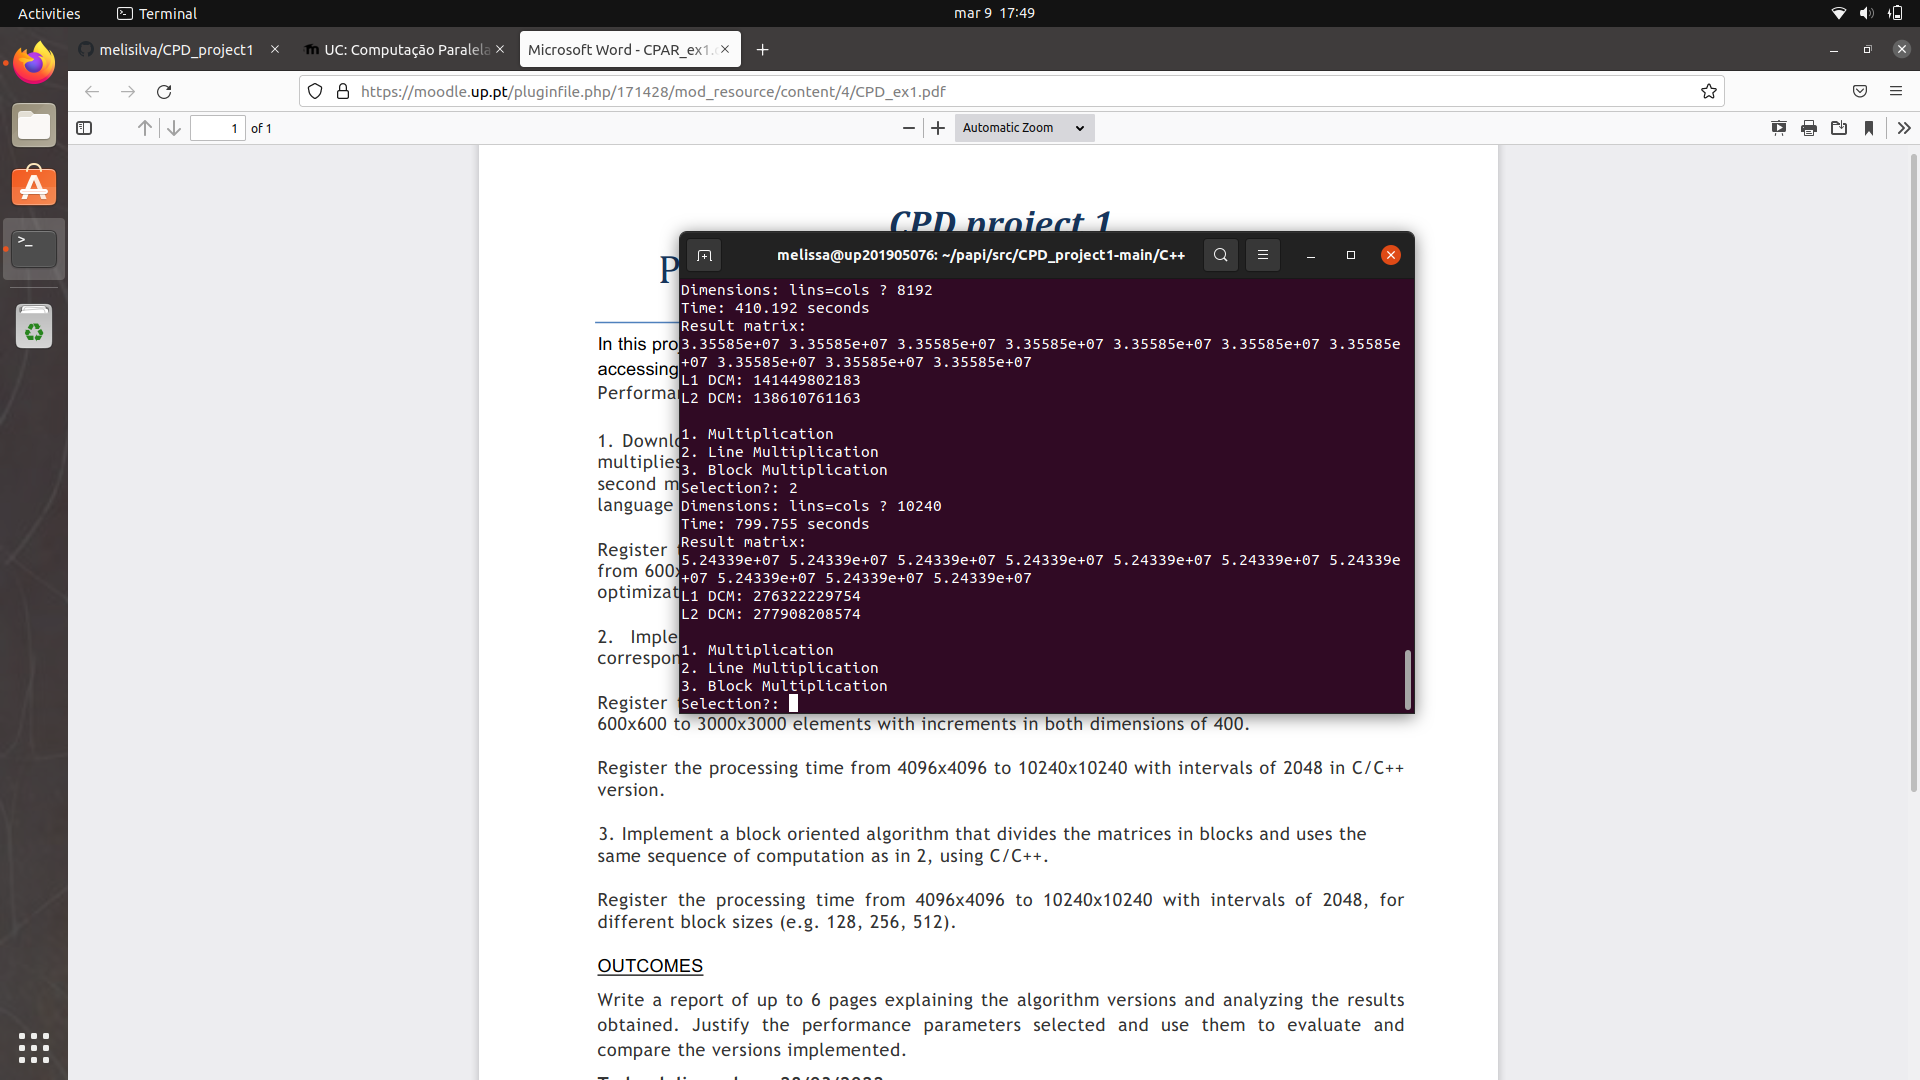 Activities
Terminal
mar 9 17:49
melisilva/CPD_project1
UC: Computação Paralela
Microsoft Word - CPAR_ex1.
https://moodle.up.pt/pluginfile.php/171428/mod_resource/content/4/CPD_ex1.pdf
1 of 1
Automatic Zoom
CPD project 1
P
In this pro
accessing
Performa
1. Downlo
multiplies
second m
language
Register
from 600x
optimizat
2. Imple
correspon
Register
600x600 to 3000x3000 elements with increments in both dimensions of 400.
Register the processing time from 4096x4096 to 10240x10240 with intervals of 2048 in C/C++
version.
3. Implement a block oriented algorithm that divides the matrices in blocks and uses the
same sequence of computation as in 2, using C/C++.
Register the processing time from 4096x4096 to 10240x10240 with intervals of 2048, for
different block sizes (e.g. 128, 256, 512).
OUTCOMES
Write a report of up to 6 pages explaining the algorithm versions and analyzing the results
obtained. Justify the performance parameters selected and use them to evaluate and
compare the versions implemented.
melissa@up201905076: ~/papi/src/CPD_project1-main/C++
Dimensions: lins=cols ? 8192
Time: 410.192 seconds
Result matrix:
3.35585e+07 3.35585e+07 3.35585e+07 3.35585e+07 3.35585e+07 3.35585e+07 3.35585e
+07 3.35585e+07 3.35585e+07 3.35585e+07
L1 DCM: 141449802183
L2 DCM: 138610761163
1. Multiplication
2. Line Multiplication
3. Block Multiplication
Selection?: 2
Dimensions: lins=cols ? 10240
Time: 799.755 seconds
Result matrix:
5.24339e+07 5.24339e+07 5.24339e+07 5.24339e+07 5.24339e+07 5.24339e+07 5.24339e
+07 5.24339e+07 5.24339e+07 5.24339e+07
L1 DCM: 276322229754
L2 DCM: 277908208574
1. Multiplication
2. Line Multiplication
3. Block Multiplication
Selection?: